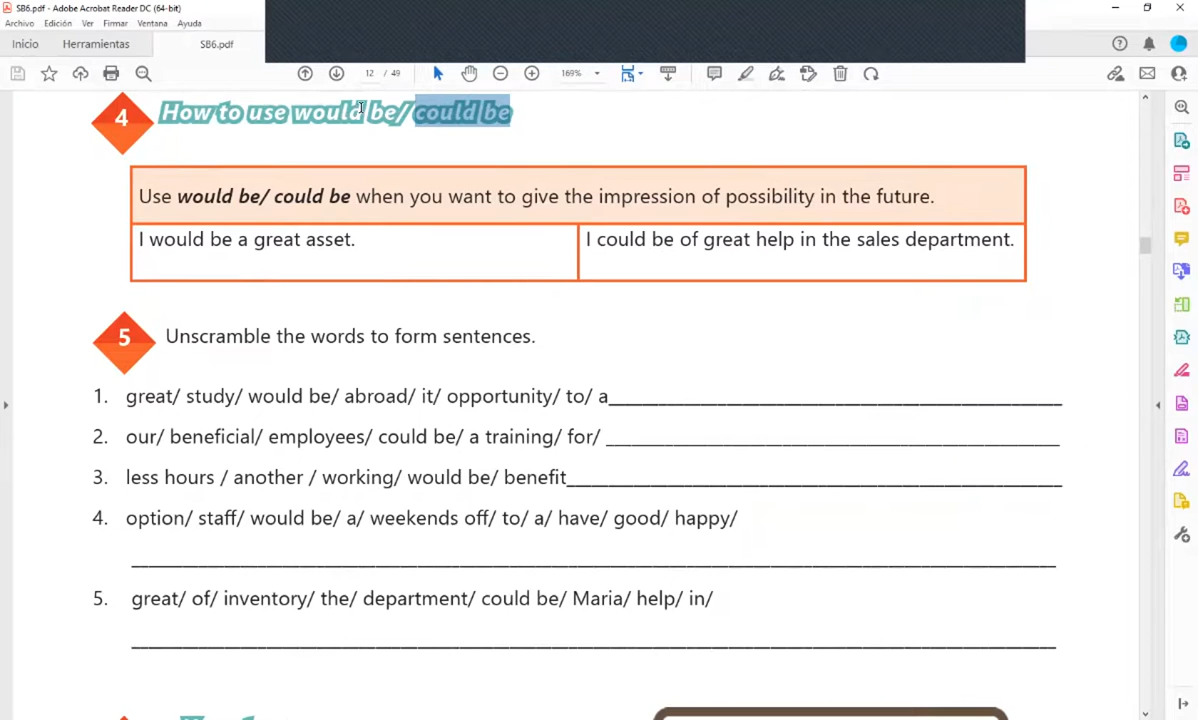 SB6.pdf - Adobe Acrobat Reader DC (64-bit)
Archivo Edición Ver Firmar Ventana Ayuda
Inicio Herramientas SB6.pdf
12 / 49 169%
4 How to use would be/ could be
Use would be/ could be when you want to give the impression of possibility in the future.
I would be a great asset. I could be of great help in the sales department.
5 Unscramble the words to form sentences.
1. great/ study/ would be/ abroad/ it/ opportunity/ to/ a
2. our/ beneficial/ employees/ could be/ a training/ for/
3. less hours / another / working/ would be/ benefit
4. option/ staff/ would be/ a/ weekends off/ to/ a/ have/ good/ happy/
5. great/ of/ inventory/ the/ department/ could be/ Maria/ help/ in/